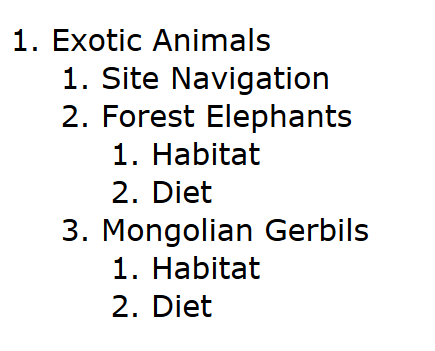 1. Exotic Animals
1. Site Navigation
2. Forest Elephants
1. Habitat
2. Diet
3. Mongolian Gerbils
1. Habitat
2. Diet